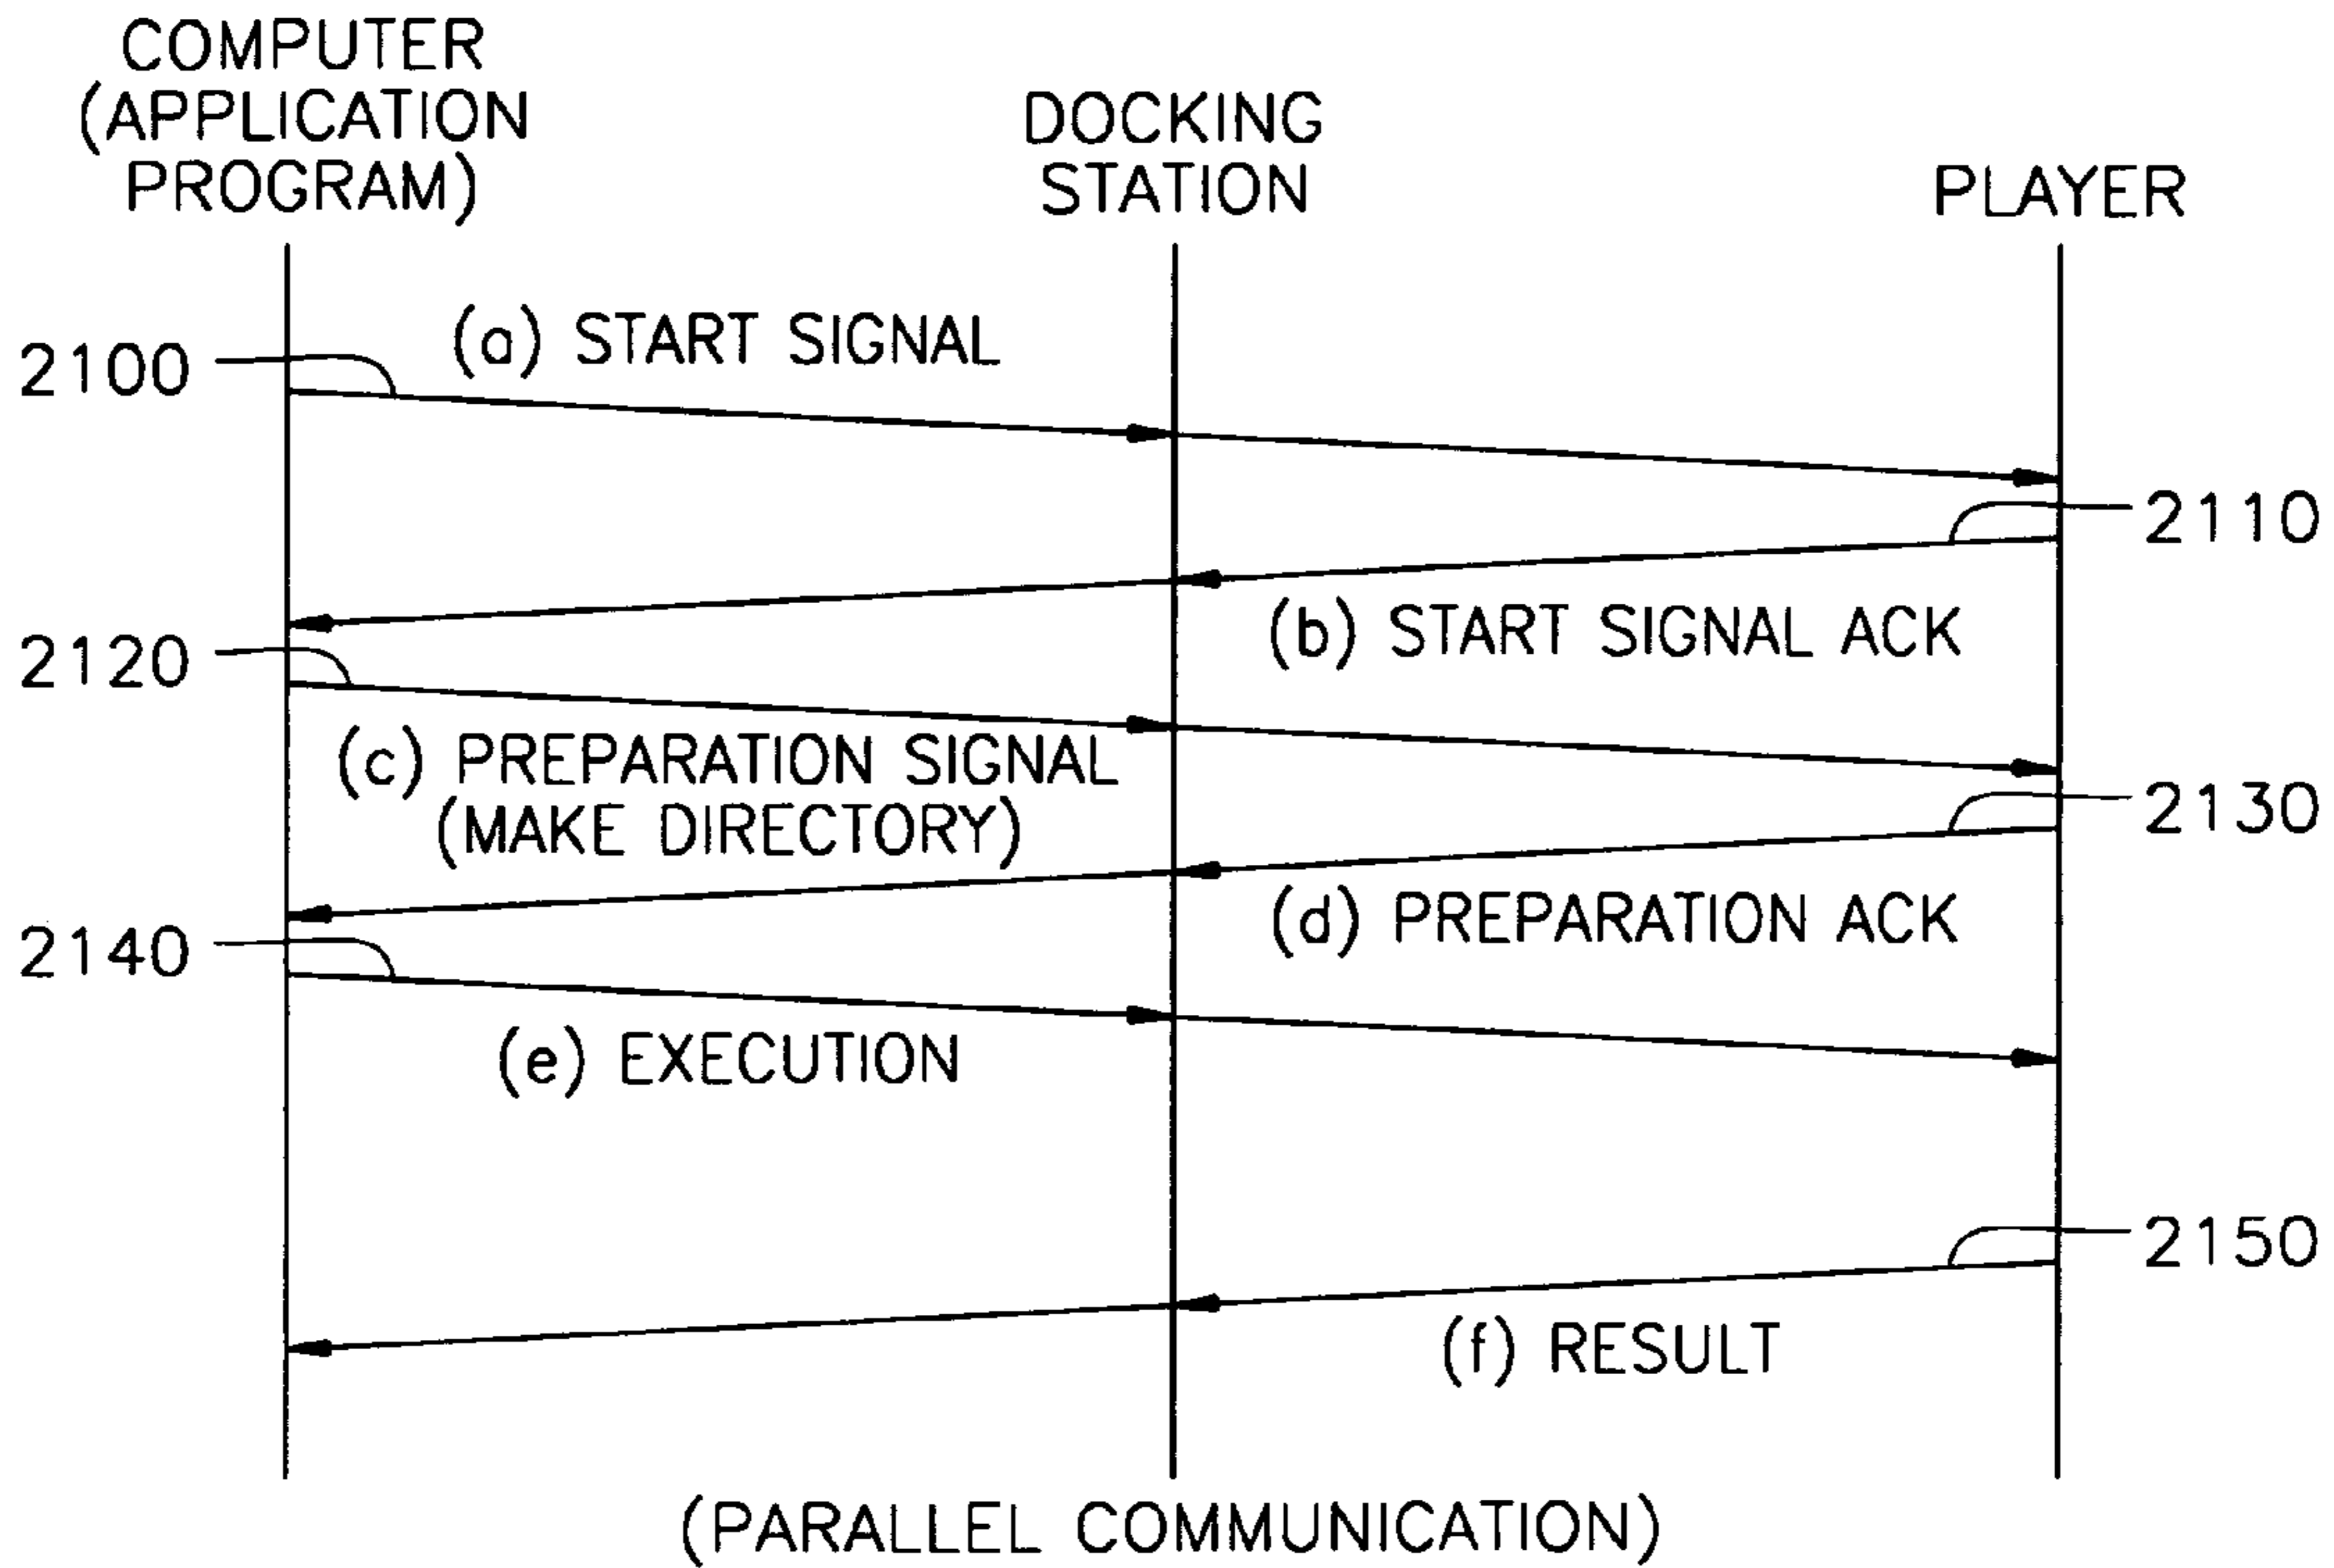 COMPUTER
(APPLICATION
PROGRAM)
DOCKING
STATION
PLAYER
(a) START SIGNAL
2100
2110
(b) START SIGNAL ACK
2120
(c) PREPARATION SIGNAL
(MAKE DIRECTORY)
2130
(d) PREPARATION ACK
2140
(e) EXECUTION
2150
(f) RESULT
(PARALLEL COMMUNICATION)